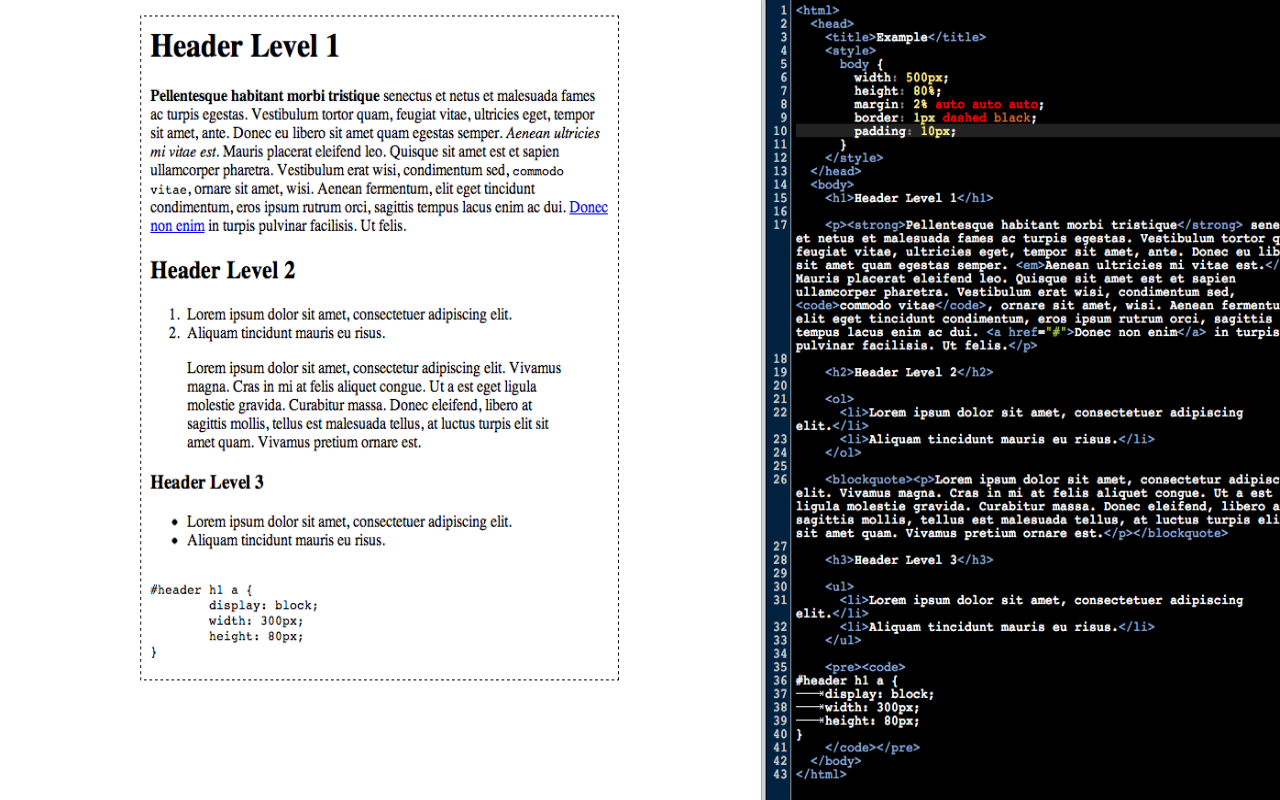 Header Level 1
Pellentesque habitant morbi tristique senectus et netus et malesuada fames
ac turpis egestas. Vestibulum tortor quam, feugiat vitae, ultricies eget, tempor
sit amet, ante. Donec eu libero sit amet quam egestas semper. Aenean ultricies
mi vitae est. Mauris placerat eleifend leo. Quisque sit amet est et sapien
ullamcorper pharetra. Vestibulum erat wisi, condimentum sed, commodo
vitae, ornare sit amet, wisi. Aenean fermentum, elit eget tincidunt
condimentum, eros ipsum rutrum orci, sagittis tempus lacus enim ac dui. Donec
non enim in turpis pulvinar facilisis. Ut felis.
Header Level 2
1. Lorem ipsum dolor sit amet, consectetuer adipiscing elit.
2. Aliquam tincidunt mauris eu risus.
Lorem ipsum dolor sit amet, consectetur adipiscing elit. Vivamus
magna. Cras in mi at felis aliquet congue. Ut a est eget ligula
molestie gravida. Curabitur massa. Donec eleifend, libero at
sagittis mollis, tellus est malesuada tellus, at luctus turpis elit sit
amet quam. Vivamus pretium ornare est.
Header Level 3
• Lorem ipsum dolor sit amet, consectetuer adipiscing elit.
• Aliquam tincidunt mauris eu risus.
#header h1 a {
display: block;
width: 300px;
height: 80px;
}
1 <html>
2 <head>
3 <title>Example</title>
4 <style>
5 body {
6 width: 500px;
7 height: 80%;
8 margin: 2% auto auto auto;
9 border: 1px dashed black;
10 padding: 10px;
11 }
12 </style>
13 </head>
14 <body>
15 <h1>Header Level 1</h1>
16
17 <p><strong>Pellentesque habitant morbi tristique</strong> sene
et netus et malesuada fames ac turpis egestas. Vestibulum tortor q
feugiat vitae, ultricies eget, tempor sit amet, ante. Donec eu lib
sit amet quam egestas semper. <em>Aenean ultricies mi vitae est.</
Mauris placerat eleifend leo. Quisque sit amet est et sapien
ullamcorper pharetra. Vestibulum erat wisi, condimentum sed,
<code>commodo vitae</code>, ornare sit amet, wisi. Aenean fermentu
elit eget tincidunt condimentum, eros ipsum rutrum orci, sagittis
tempus lacus enim ac dui. <a href="#">Donec non enim</a> in turpis
pulvinar facilisis. Ut felis.</p>
18
19 <h2>Header Level 2</h2>
20
21 <ol>
22 <li>Lorem ipsum dolor sit amet, consectetuer adipiscing
elit.</li>
23 <li>Aliquam tincidunt mauris eu risus.</li>
24 </ol>
25
26 <blockquote><p>Lorem ipsum dolor sit amet, consectetur adipisc
elit. Vivamus magna. Cras in mi at felis aliquet congue. Ut a est
ligula molestie gravida. Curabitur massa. Donec eleifend, libero a
sagittis mollis, tellus est malesuada tellus, at luctus turpis eli
sit amet quam. Vivamus pretium ornare est.</p></blockquote>
27
28 <h3>Header Level 3</h3>
29
30 <ul>
31 <li>Lorem ipsum dolor sit amet, consectetuer adipiscing
elit.</li>
32 <li>Aliquam tincidunt mauris eu risus.</li>
33 </ul>
34
35 <pre><code>
36 #header h1 a {
37 display: block;
38 width: 300px;
39 height: 80px;
40 }
41 </code></pre>
42 </body>
43 </html>